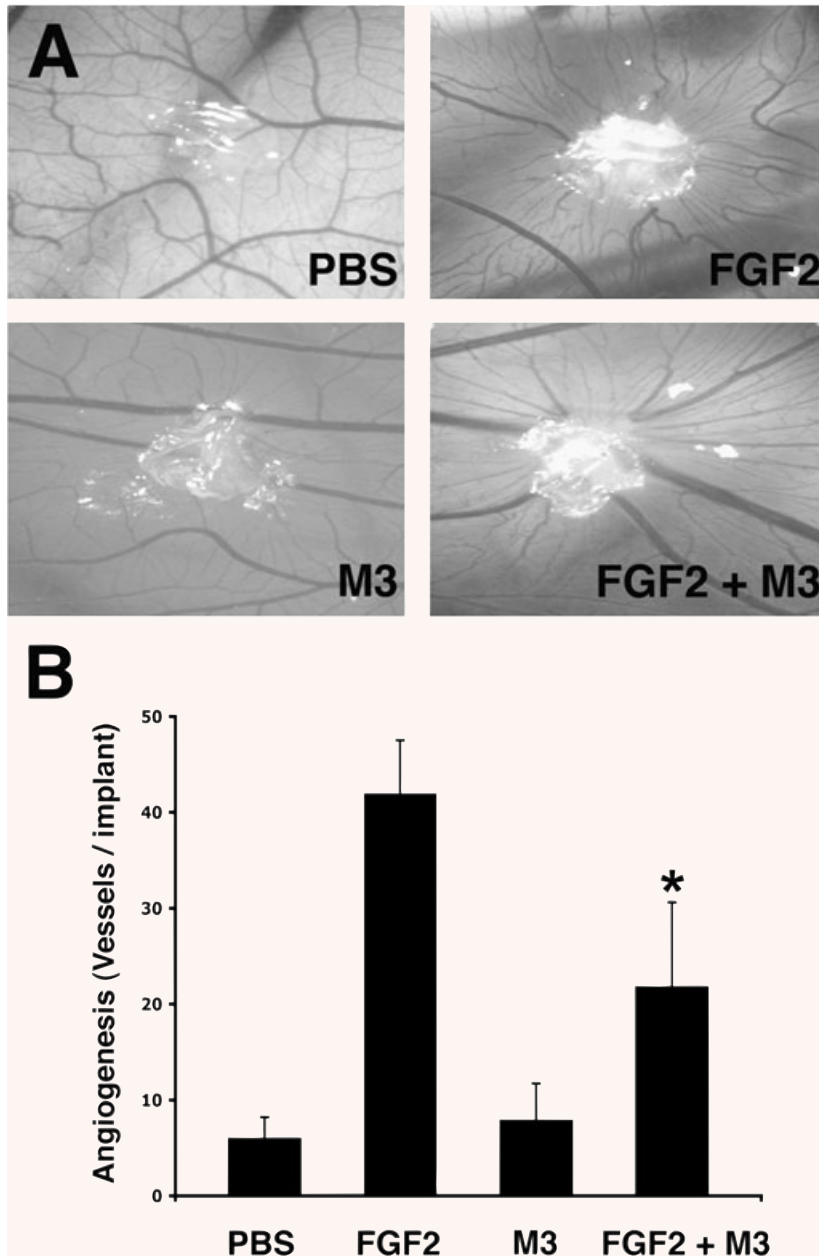 A
PBS
FGF2
M3
FGF2 + M3
B
Angiogenesis (Vessels / implant)
50
40
30
20
10
0
*
PBS
FGF2
M3
FGF2 + M3